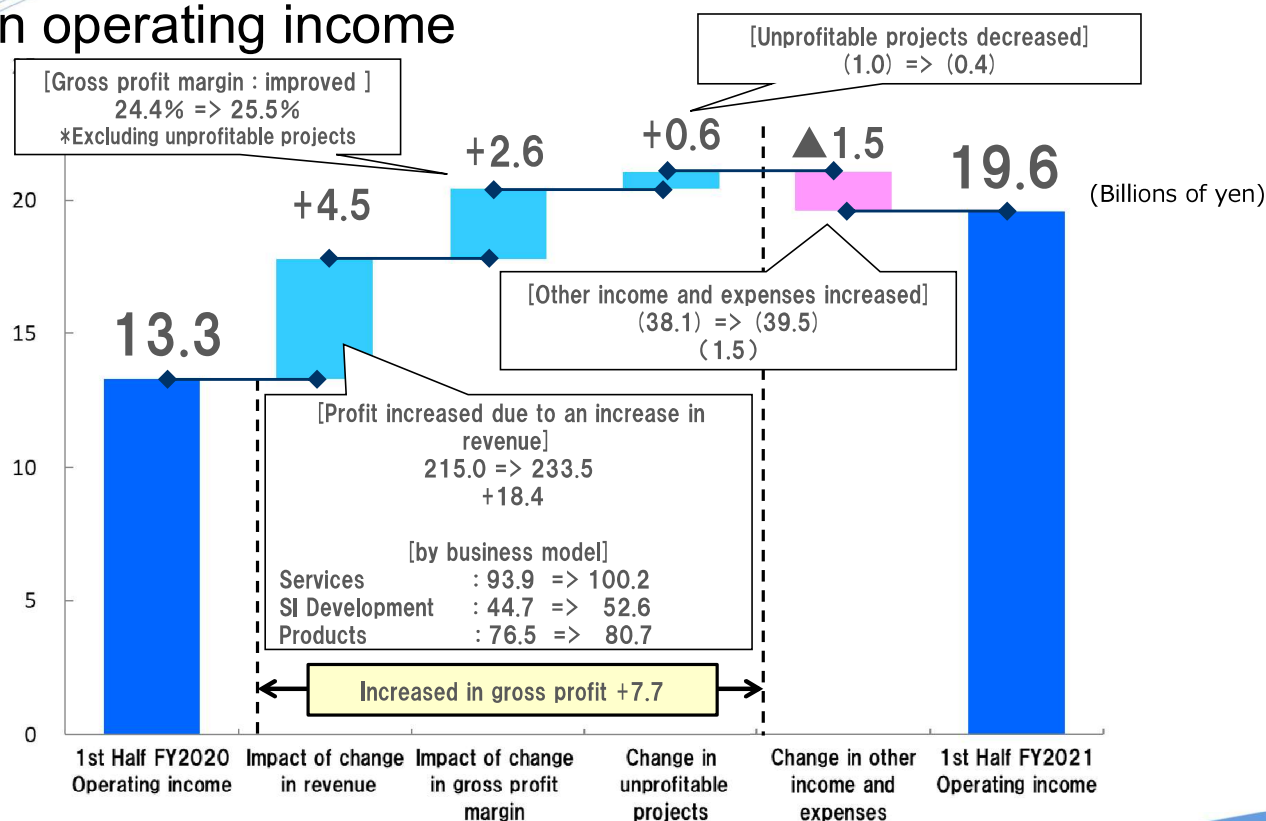 n operating income
[Unprofitable projects decreased]
(1.0) => (0.4)
[Gross profit margin : improved ]
24.4% => 25.5%
*Excluding unprofitable projects
+0.6
▲1.5
+2.6
19.6
+4.5
(Billions of yen)
20
[Other income and expenses increased]
(38.1) => (39.5)
(1.5)
13.3
15
[Profit increased due to an increase in
revenue]
215.0 => 233.5
+18.4
10
[by business model]
Services : 93.9 => 100.2
SI Development : 44.7 => 52.6
Products : 76.5 => 80.7
5
Increased in gross profit +7.7
0
1st Half FY2020
Operating income
Impact of change
in revenue
Impact of change
in gross profit
margin
Change in
unprofitable
projects
Change in other
income and
expenses
1st Half FY2021
Operating income